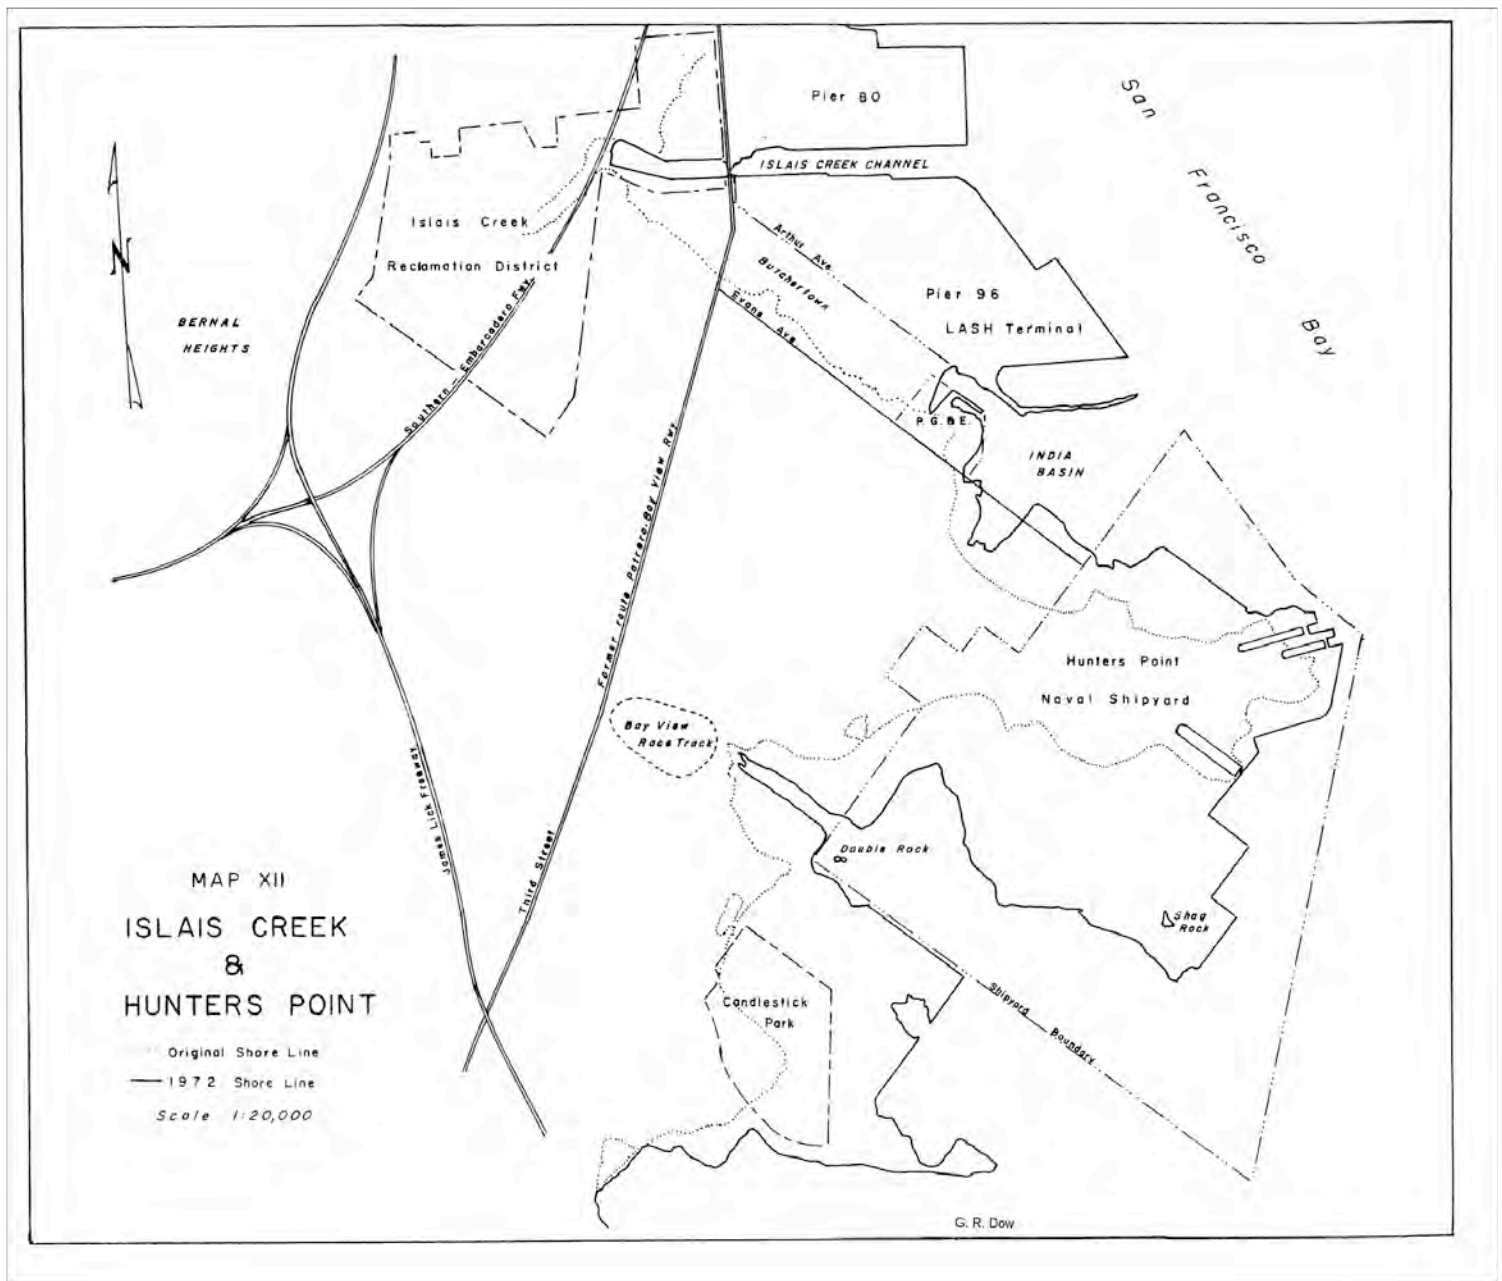 Pier 80
San
Francisco
Bay
ISLAIS CREEK CHANNEL
N
Islais Creek
Reclamation District
Arthur Ave.
Butchertown
Evans Ave.
Pier 96
LASH Terminal
BERNAL
HEIGHTS
Southern - Embarcadero Fwy.
P. G. & E.
INDIA
BASIN
Former route Potrero-Bay View Rwy.
Hunters Point
Naval Shipyard
Bay View
Race Track
James Lick Freeway
Third Street
Double Rock
Shag
Rock
Candlestick
Park
Shipyard Boundary
MAP XII
ISLAIS CREEK
&
HUNTERS POINT
Original Shore Line
1972 Shore Line
Scale 1:20,000
G. R. Dow